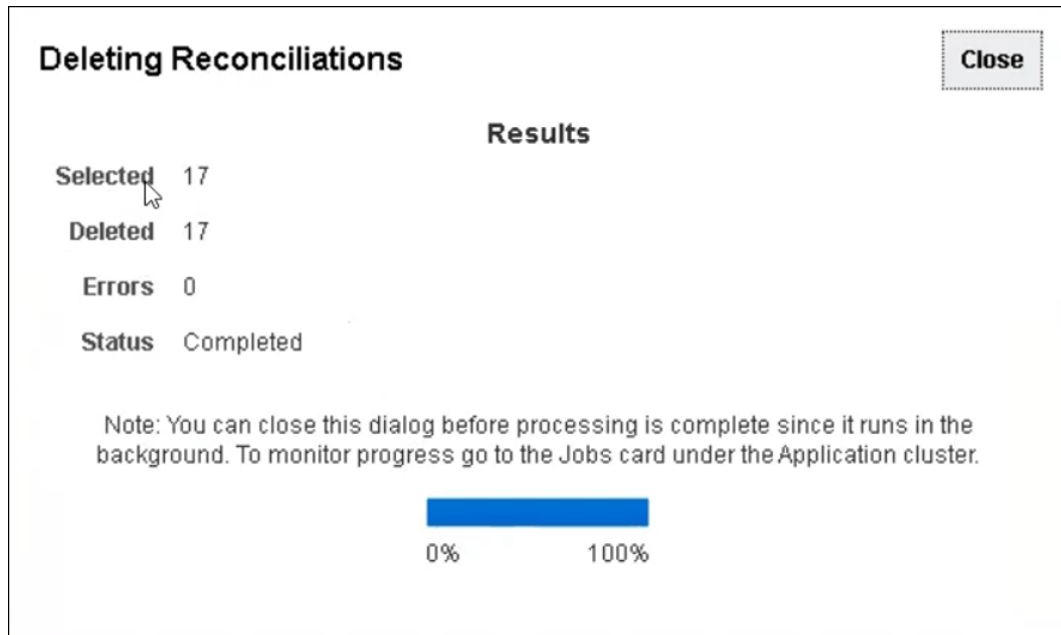 Deleting Reconciliations
Close
Results
Selected 17
Deleted 17
Errors 0
Status Completed
Note: You can close this dialog before processing is complete since it runs in the
background. To monitor progress go to the Jobs card under the Application cluster.
0% 100%